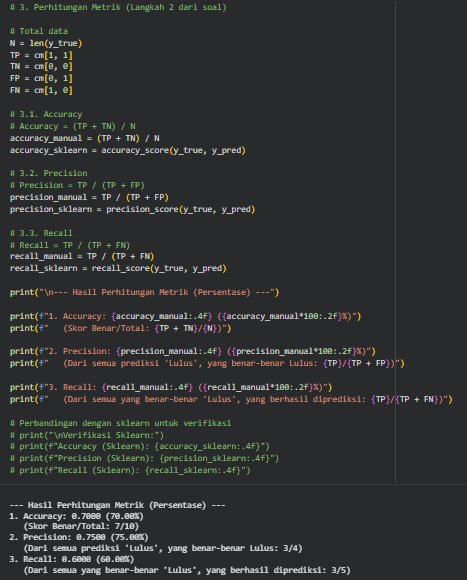 # 3. Perhitungan Metrik (Langkah 2 dari soal)
# Total data
N = len(y_true)
TP = cm[1, 1]
TN = cm[0, 0]
FP = cm[0, 1]
FN = cm[1, 0]
# 3.1. Accuracy
# Accuracy = (TP + TN) / N
accuracy_manual = (TP + TN) / N
accuracy_sklearn = accuracy_score(y_true, y_pred)
# 3.2. Precision
# Precision = TP / (TP + FP)
precision_manual = TP / (TP + FP)
precision_sklearn = precision_score(y_true, y_pred)
# 3.3. Recall
# Recall = TP / (TP + FN)
recall_manual = TP / (TP + FN)
recall_sklearn = recall_score(y_true, y_pred)
print("\n--- Hasil Perhitungan Metrik (Persentase) ---")
print(f"1. Accuracy: {accuracy_manual:.4f} ({accuracy_manual*100:.2f}%)")
print(f"   (Skor Benar/Total: {TP + TN}/{N})")
print(f"2. Precision: {precision_manual:.4f} ({precision_manual*100:.2f}%)")
print(f"   (Dari semua prediksi 'Lulus', yang benar-benar Lulus: {TP}/{TP + FP})")
print(f"3. Recall: {recall_manual:.4f} ({recall_manual*100:.2f}%)")
print(f"   (Dari semua yang benar-benar 'Lulus', yang berhasil diprediksi: {TP}/{TP + FN})")
# Perbandingan dengan sklearn untuk verifikasi
# print("\nVerifikasi Sklearn:")
# print(f"Accuracy (Sklearn): {accuracy_sklearn:.4f}")
# print(f"Precision (Sklearn): {precision_sklearn:.4f}")
# print(f"Recall (Sklearn): {recall_sklearn:.4f}")
--- Hasil Perhitungan Metrik (Persentase) ---
1. Accuracy: 0.7000 (70.00%)
   (Skor Benar/Total: 7/10)
2. Precision: 0.7500 (75.00%)
   (Dari semua prediksi 'Lulus', yang benar-benar Lulus: 3/4)
3. Recall: 0.6000 (60.00%)
   (Dari semua yang benar-benar 'Lulus', yang berhasil diprediksi: 3/5)